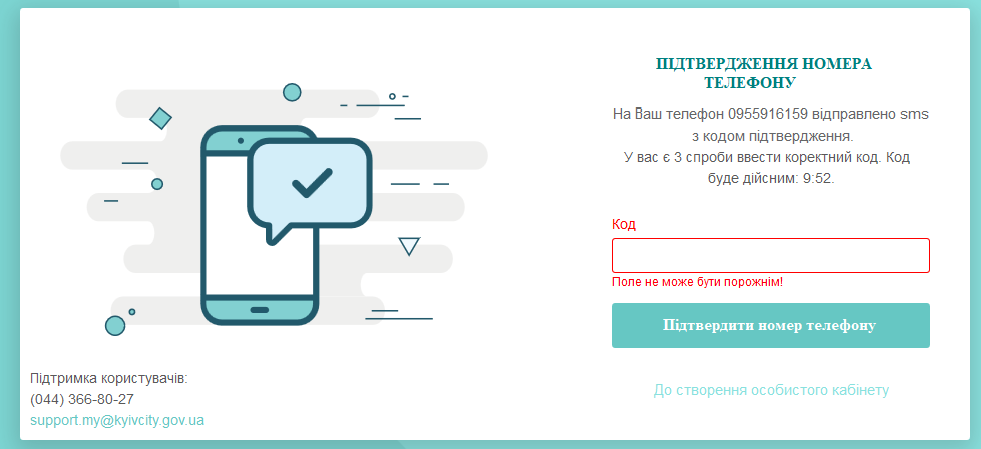 ПІДТВЕРДЖЕННЯ НОМЕРА
ТЕЛЕФОНУ
На Ваш телефон 0955916159 відправлено sms
з кодом підтвердження.
У вас є 3 спроби ввести коректний код. Код
буде дійсним: 9:52.
Код
Поле не може бути порожнім!
Підтвердити номер телефону
До створення особистого кабінету
Підтримка користувачів:
(044) 366-80-27
support.my@kyivcity.gov.ua